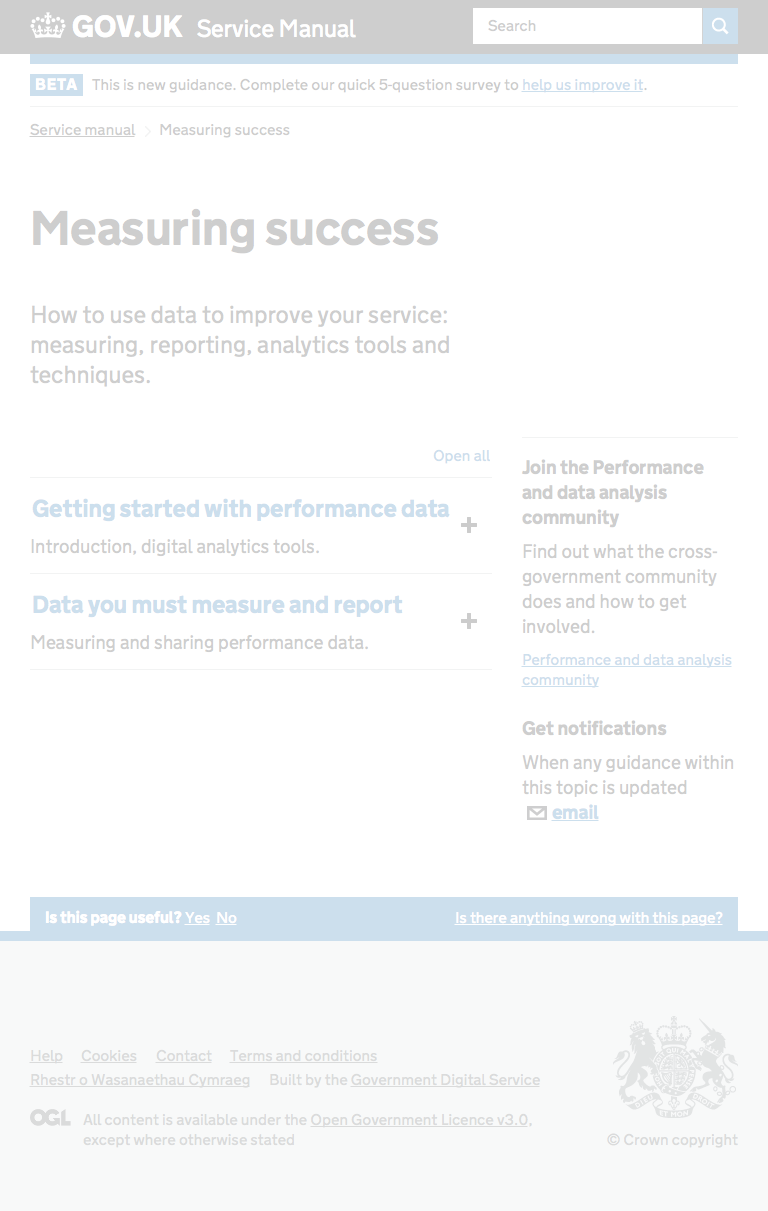 GOV.UK Service Manual
Search
BETA This is new guidance. Complete our quick 5-question survey to help us improve it.
Service manual Measuring success
Measuring success
How to use data to improve your service:
measuring, reporting, analytics tools and
techniques.
Open all
Getting started with performance data
Introduction, digital analytics tools.
Data you must measure and report
Measuring and sharing performance data.
Join the Performance
and data analysis
community
Find out what the cross-
government community
does and how to get
involved.
Performance and data analysis
community
Get notifications
When any guidance within
this topic is updated
email
Is this page useful? Yes No
Is there anything wrong with this page?
Help Cookies Contact Terms and conditions
Rhestr o Wasanaethau Cymraeg Built by the Government Digital Service
OGL All content is available under the Open Government Licence v3.0,
except where otherwise stated
© Crown copyright